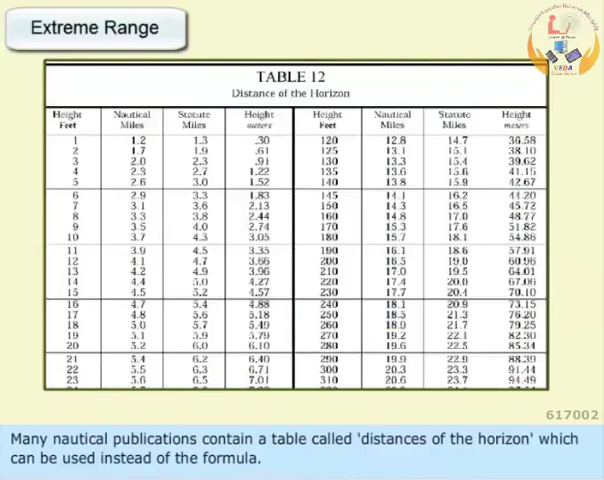 Extreme Range
VEDA
TABLE 12
Distance of the Horizon
Height Feet Nautical Miles Statute Miles Height meters Height Feet Nautical Miles Statute Miles Height meters
1 1.2 1.3 .30 120 12.8 14.7 36.58
2 1.7 1.9 .61 125 13.1 15.1 38.10
3 2.0 2.3 .91 130 13.3 15.4 39.62
4 2.3 2.7 1.22 135 13.6 15.6 41.15
5 2.6 3.0 1.52 140 13.8 15.9 42.67
6 2.9 3.3 1.83 145 14.1 16.2 44.20
7 3.1 3.6 2.13 150 14.3 16.5 45.72
8 3.3 3.8 2.44 160 14.8 17.0 48.77
9 3.5 4.0 2.74 170 15.3 17.6 51.82
10 3.7 4.3 3.05 180 15.7 18.1 54.86
11 3.9 4.5 3.35 190 16.1 18.6 57.91
12 4.1 4.7 3.66 200 16.5 19.0 60.96
13 4.2 4.9 3.96 210 17.0 19.5 64.01
14 4.4 5.0 4.27 220 17.4 20.0 67.06
15 4.5 5.2 4.57 230 17.7 20.4 70.10
16 4.7 5.4 4.88 240 18.1 20.9 73.15
17 4.8 5.6 5.18 250 18.5 21.3 76.20
18 5.0 5.7 5.49 260 18.9 21.7 79.25
19 5.1 5.9 5.79 270 19.2 22.1 82.30
20 5.2 6.0 6.10 280 19.6 22.5 85.34
21 5.4 6.2 6.40 290 19.9 22.9 88.39
22 5.5 6.3 6.71 300 20.3 23.3 91.44
23 5.6 6.5 7.01 310 20.6 23.7 94.49
617002
Many nautical publications contain a table called 'distances of the horizon' which
can be used instead of the formula.